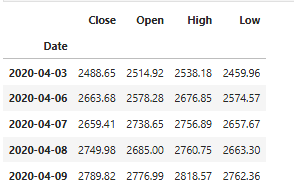 Close Open High Low
Date
2020-04-03 2488.65 2514.92 2538.18 2459.96
2020-04-06 2663.68 2578.28 2676.85 2574.57
2020-04-07 2659.41 2738.65 2756.89 2657.67
2020-04-08 2749.98 2685.00 2760.75 2663.30
2020-04-09 2789.82 2776.99 2818.57 2762.36